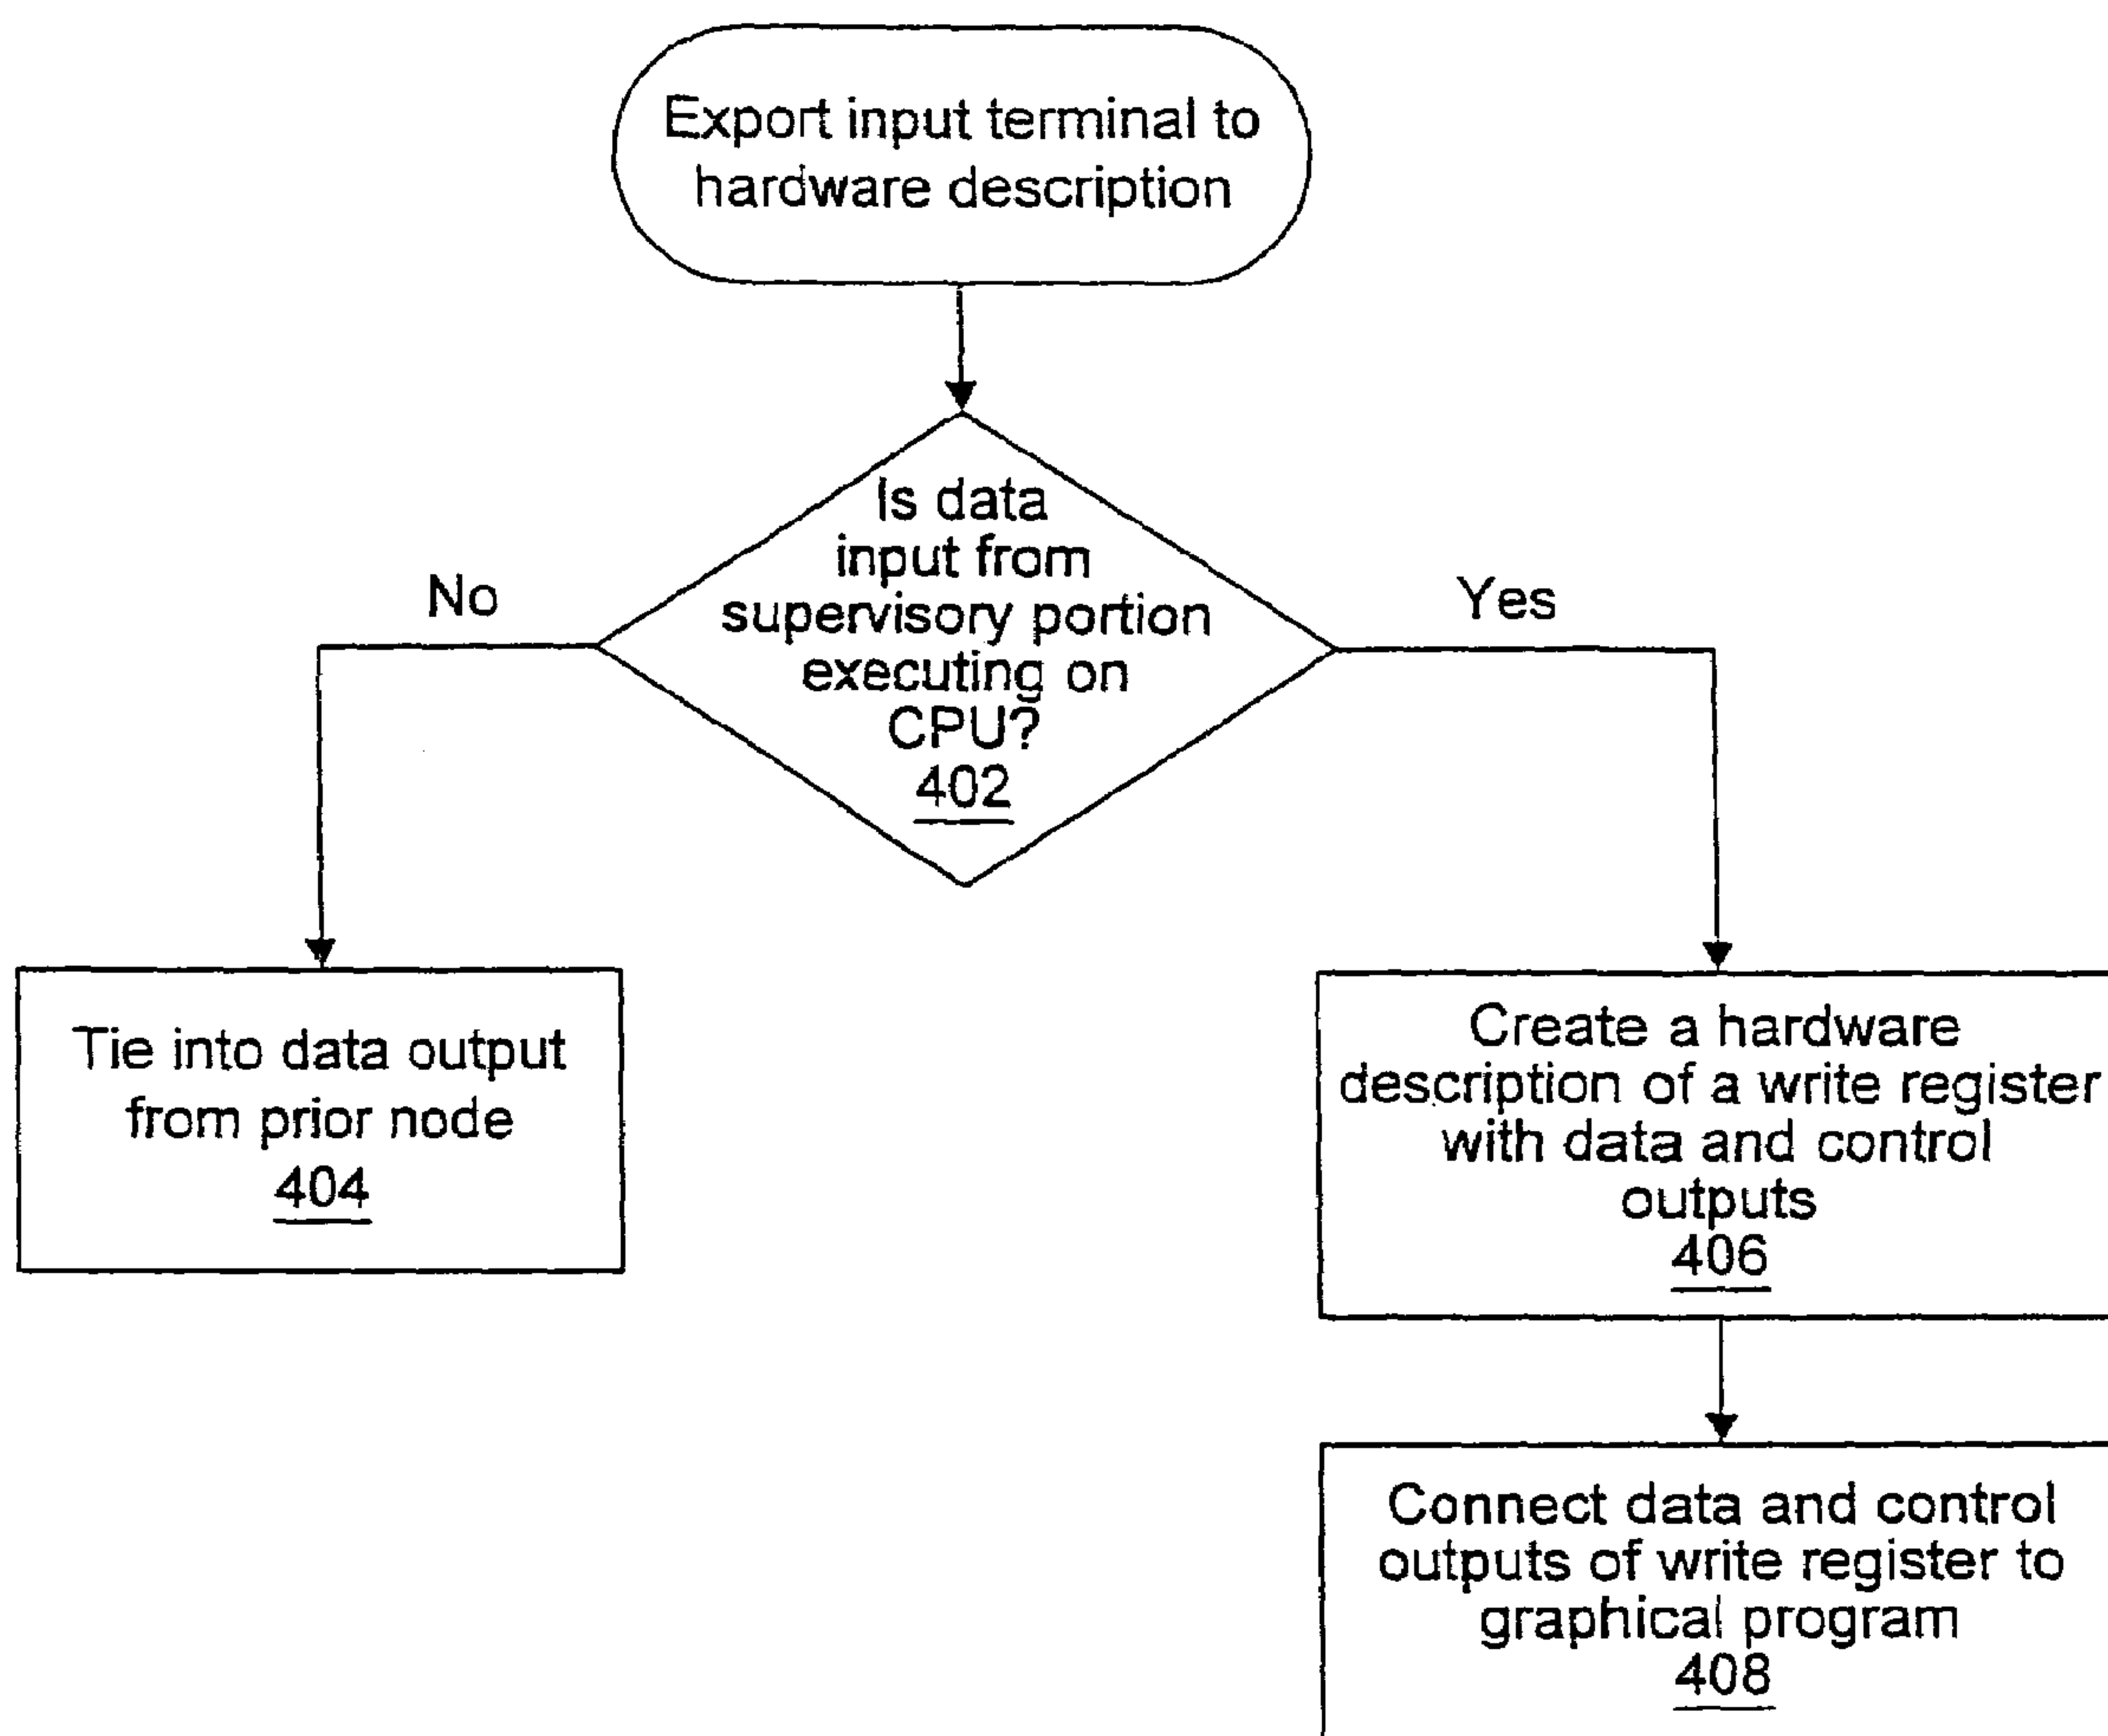 Export input terminal to
hardware description
Is data
input from
supervisory portion
executing on
CPU?
402
No
Yes
Tie into data output
from prior node
404
Create a hardware
description of a write register
with data and control
outputs
406
Connect data and control
outputs of write register to
graphical program
408